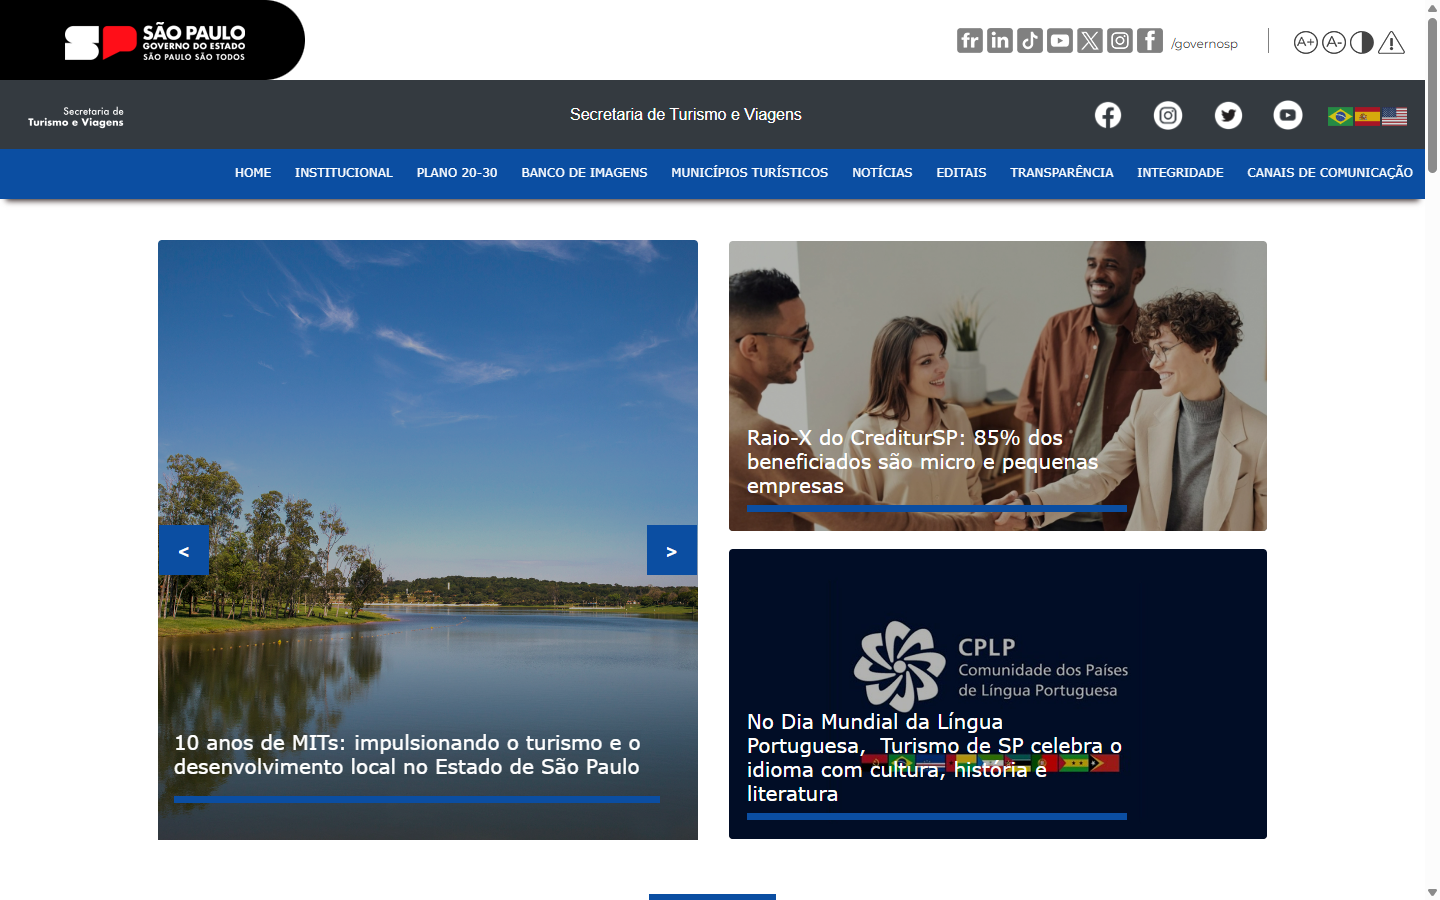 SÃO PAULO
GOVERNO DO ESTADO
SÃO PAULO SÃO TODOS
fr in X f /governosp
A+ A-
Secretaria de
Turismo e Viagens
Secretaria de Turismo e Viagens
HOME INSTITUCIONAL PLANO 20-30 BANCO DE IMAGENS MUNICÍPIOS TURÍSTICOS NOTÍCIAS EDITAIS TRANSPARÊNCIA INTEGRIDADE CANAIS DE COMUNICAÇÃO
< >
10 anos de MITs: impulsionando o turismo e o
desenvolvimento local no Estado de São Paulo
Raio-X do CrediturSP: 85% dos
beneficiados são micro e pequenas
empresas
CPLP
Comunidade dos Países
de Língua Portuguesa
No Dia Mundial da Língua
Portuguesa, Turismo de SP celebra o
idioma com cultura, história e
literatura